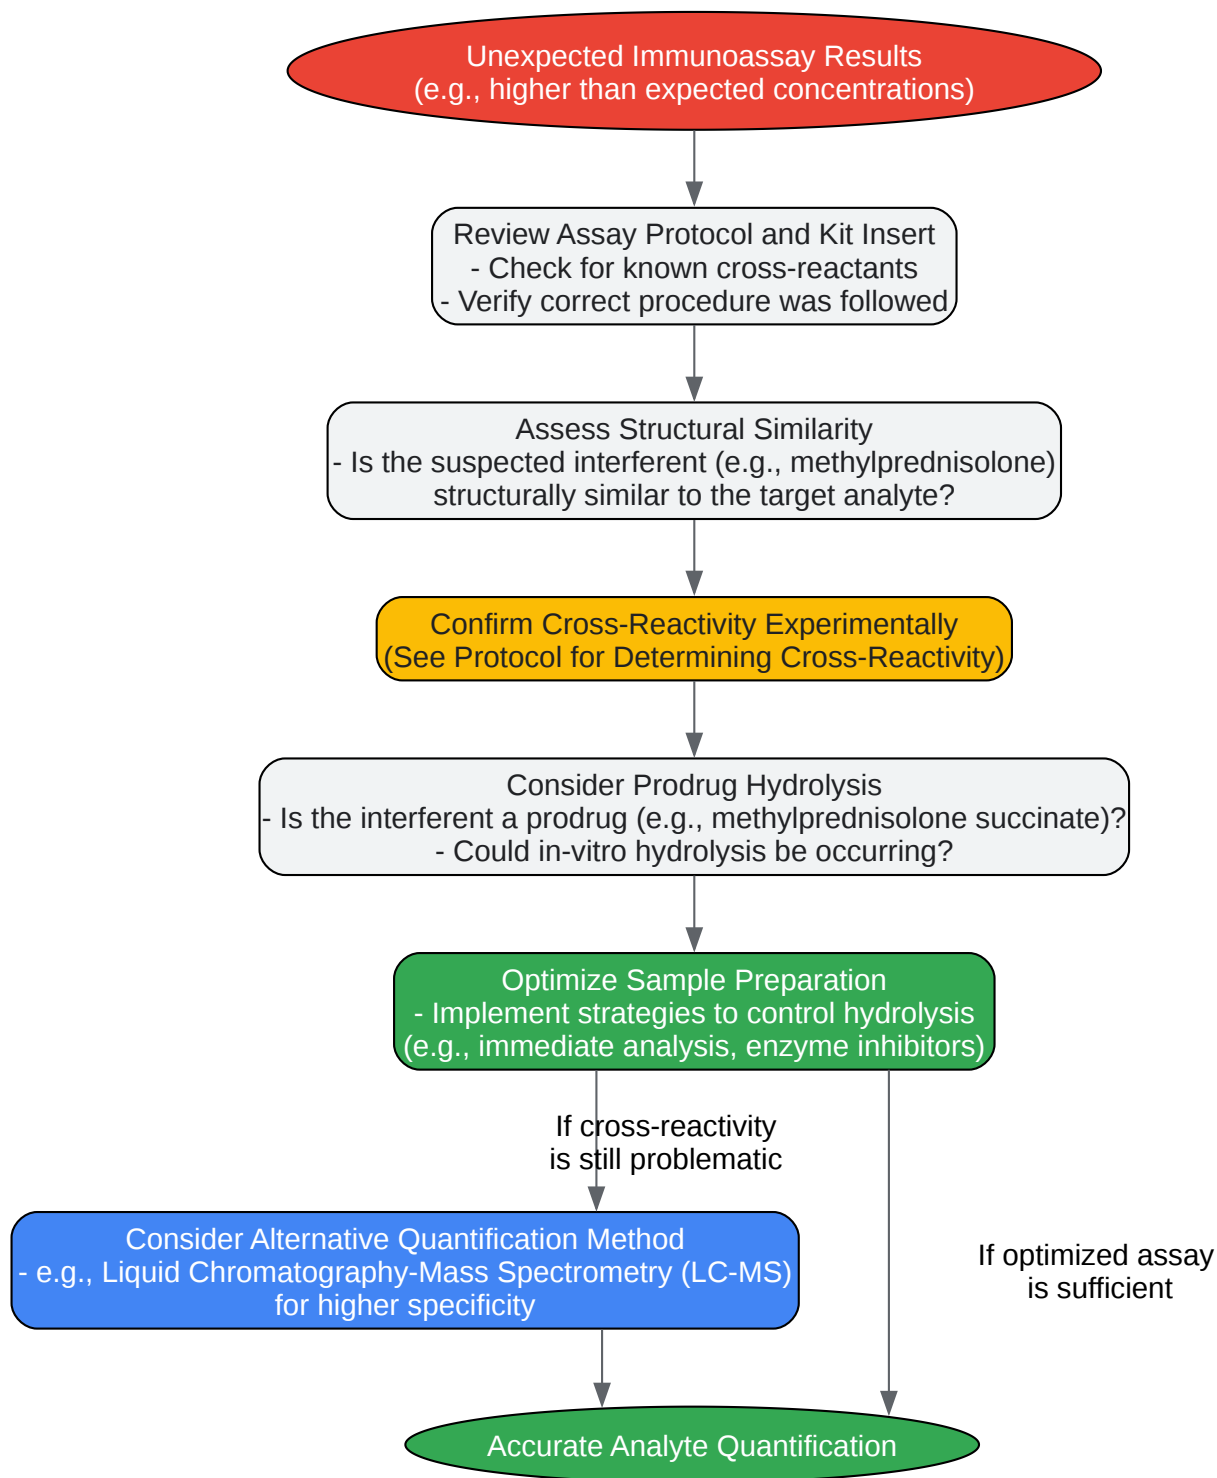 Unexpected Immunoassay Results
(e.g., higher than expected concentrations)
Review Assay Protocol and Kit Insert
- Check for known cross-reactants
- Verify correct procedure was followed
Assess Structural Similarity
- Is the suspected interferent (e.g., methylprednisolone)
structurally similar to the target analyte?
Confirm Cross-Reactivity Experimentally
(See Protocol for Determining Cross-Reactivity)
Consider Prodrug Hydrolysis
- Is the interferent a prodrug (e.g., methylprednisolone succinate)?
- Could in-vitro hydrolysis be occurring?
Optimize Sample Preparation
- Implement strategies to control hydrolysis
(e.g., immediate analysis, enzyme inhibitors)
If cross-reactivity
is still problematic
Consider Alternative Quantification Method
- e.g., Liquid Chromatography-Mass Spectrometry (LC-MS)
for higher specificity
If optimized assay
is sufficient
Accurate Analyte Quantification